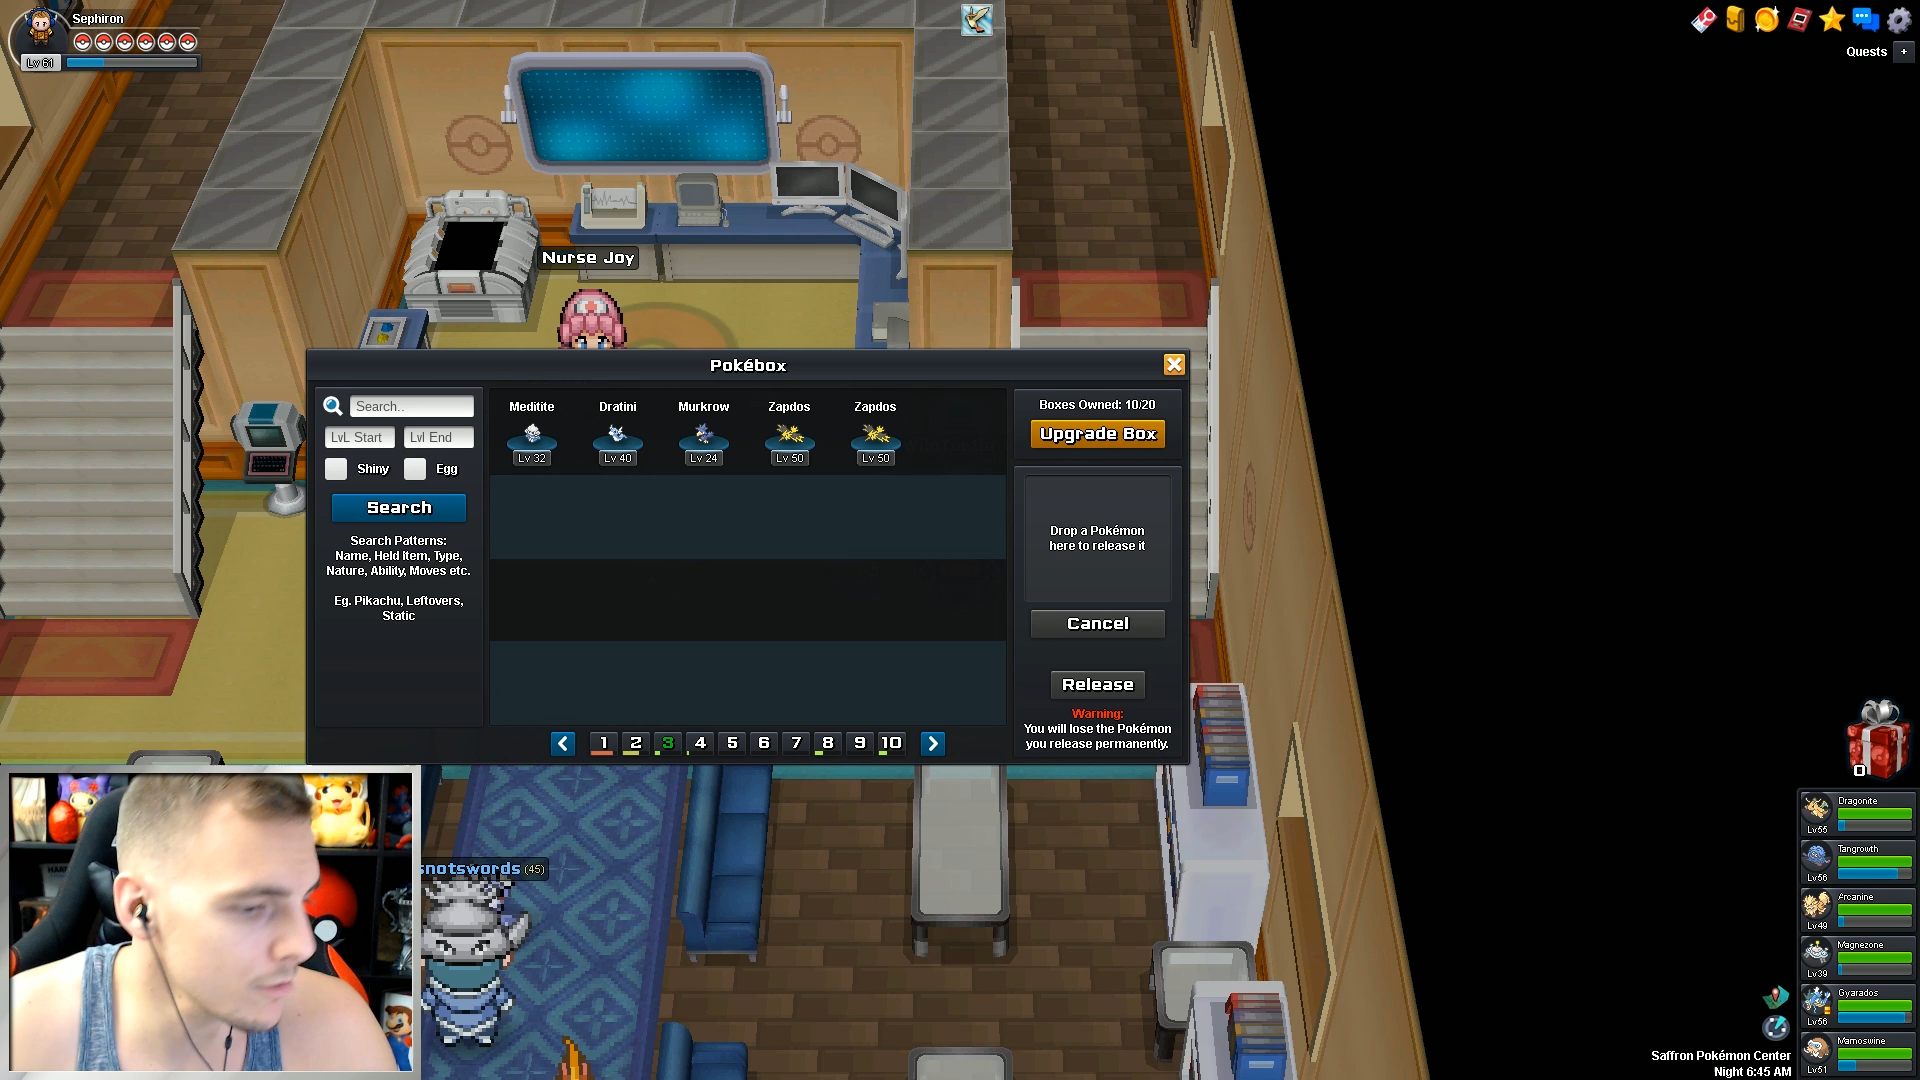 Sephiron
Lv 61
Quests +
Nurse Joy
Pokébox
Search..
LvL Start
Lvl End
Shiny
Egg
Search
Search Patterns:
Name, Held Item, Type,
Nature, Ability, Moves etc.
Eg. Pikachu, Leftovers,
Static
Meditite
Dratini
Murkrow
Zapdos
Zapdos
Lv 32
Lv 40
Lv 24
Lv 50
Lv 50
Boxes Owned: 10/20
Upgrade Box
Drop a Pokémon
here to release it
Cancel
Release
Warning:
You will lose the Pokémon
you release permanently.
1 2 3 4 5 6 7 8 9 10
snotswords (45)
0
Dragonite
Lv55
Tangrowth
Lv56
Arcanine
Lv49
Magnezone
Lv39
Gyarados
Lv56
Mamoswine
Lv51
Saffron Pokémon Center
Night 6:45 AM